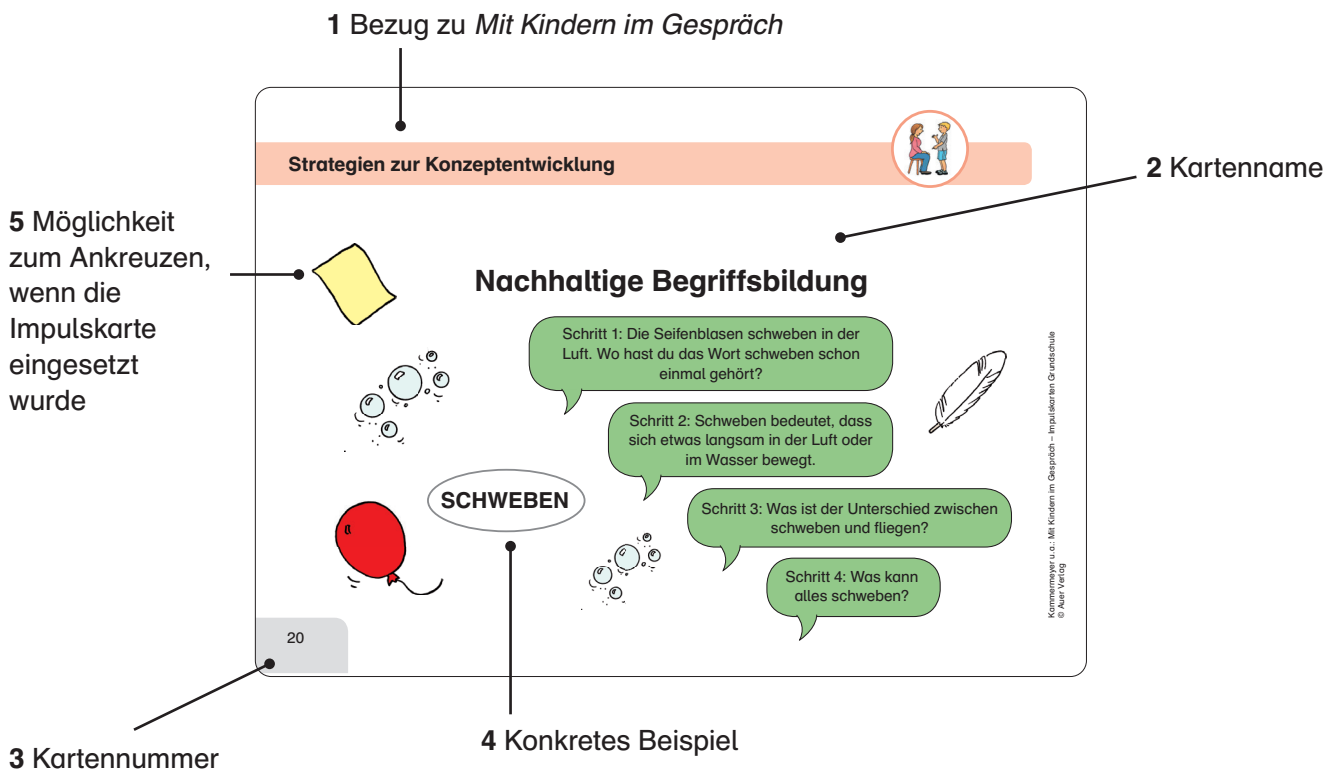 1 Bezug zu Mit Kindern im Gespräch
Strategien zur Konzeptentwicklung
2 Kartenname
5 Möglichkeit
zum Ankreuzen,
wenn die
Impulskarte
eingesetzt
wurde
Nachhaltige Begriffsbildung
Schritt 1: Die Seifenblasen schweben in der
Luft. Wo hast du das Wort schweben schon
einmal gehört?
Schritt 2: Schweben bedeutet, dass
sich etwas langsam in der Luft oder
im Wasser bewegt.
SCHWEBEN
Schritt 3: Was ist der Unterschied zwischen
schweben und fliegen?
Schritt 4: Was kann
alles schweben?
Kammermeyer u.a.: Mit Kindern im Gespräch – Impulskarten Grundschule
© Auer Verlag
20
3 Kartennummer
4 Konkretes Beispiel